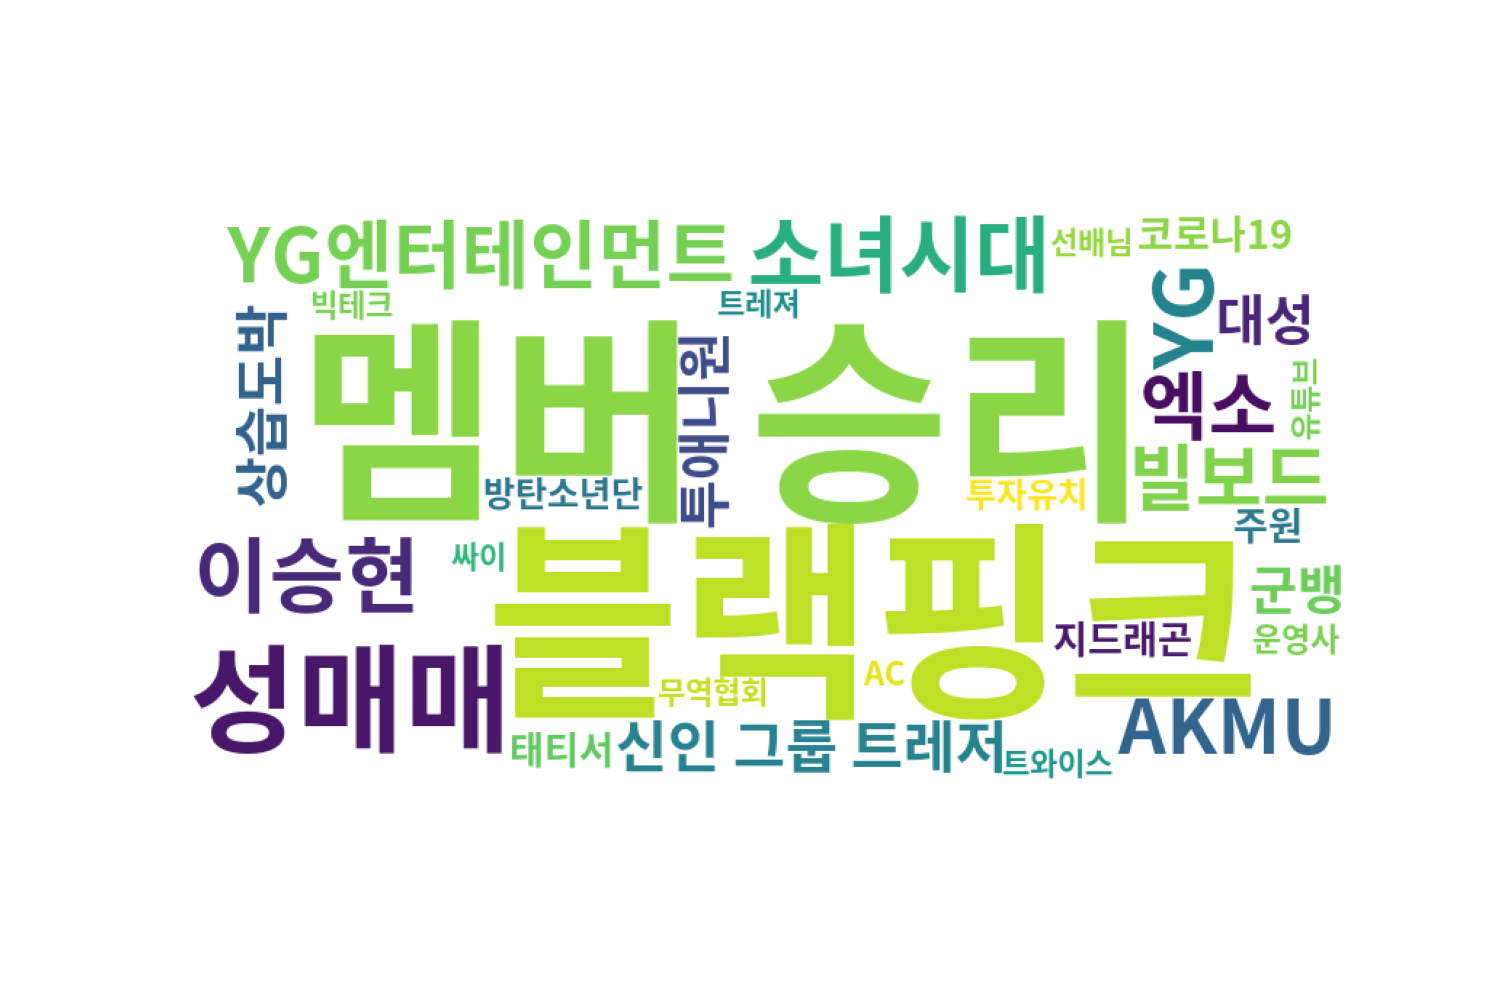 YG엔터테인먼트
소녀시대
선배님
코로나19
빅테크
트레져
YG
대성
상습도박
멤버 승리
투애니원
엑소
유튜브
방탄소년단
투자유치
빌보드
주원
이승현
싸이
블랙핑크
군뱅
지드래곤
운영사
성매매
무역협회
AC
AKMU
태티서
신인 그룹 트레저
트와이스